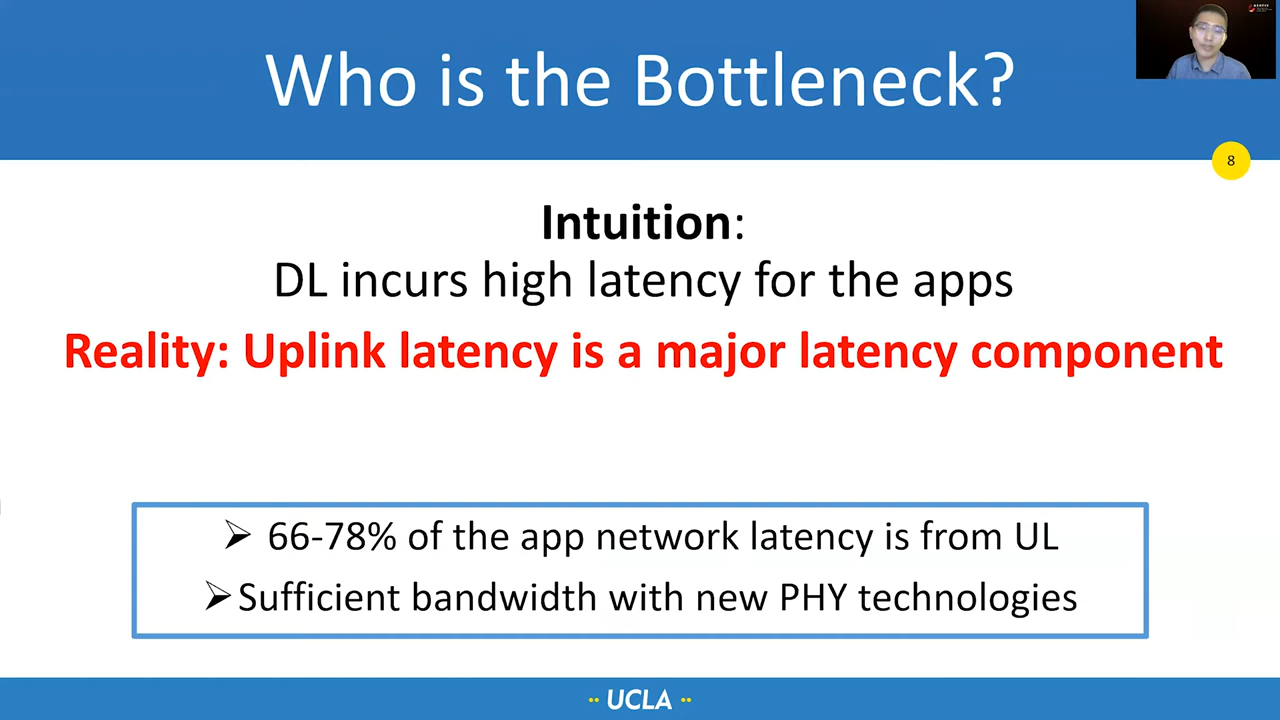 Who is the Bottleneck?
8
Intuition:
DL incurs high latency for the apps
Reality: Uplink latency is a major latency component
➢ 66-78% of the app network latency is from UL
➢ Sufficient bandwidth with new PHY technologies
UCLA